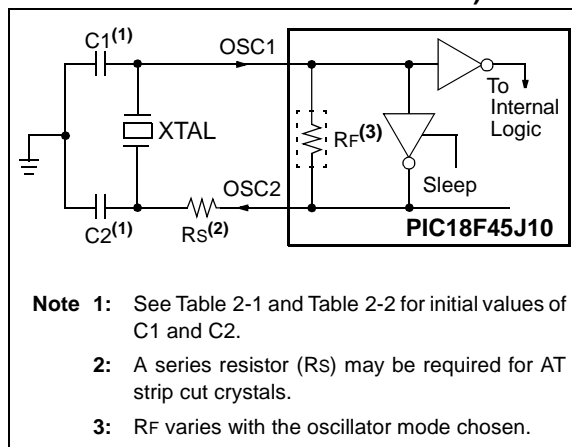 C1(1)
OSC1
To
Internal
Logic
XTAL
RF(3)
Sleep
OSC2
C2(1)
RS(2)
PIC18F45J10
Note 1: See Table 2-1 and Table 2-2 for initial values of
C1 and C2.
2: A series resistor (RS) may be required for AT
strip cut crystals.
3: RF varies with the oscillator mode chosen.